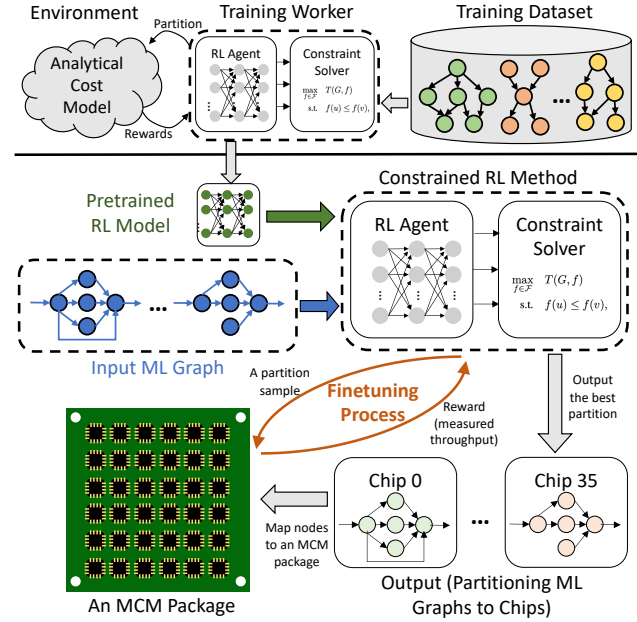 Environment
Training Worker
Training Dataset
Partition
Analytical
Cost
Model
Rewards
RL Agent
Constraint
Solver
max T(G, f)
f∈ℱ
s.t. f(u) ≤ f(v),
...
Pretrained
RL Model
Constrained RL Method
RL Agent
Constraint
Solver
max T(G, f)
f∈ℱ
s.t. f(u) ≤ f(v),
...
Input ML Graph
A partition
sample
Finetuning
Process
Reward
(measured
throughput)
Output
the best
partition
Chip 0
...
Chip 35
Map nodes
to an MCM
package
An MCM Package
Output (Partitioning ML
Graphs to Chips)